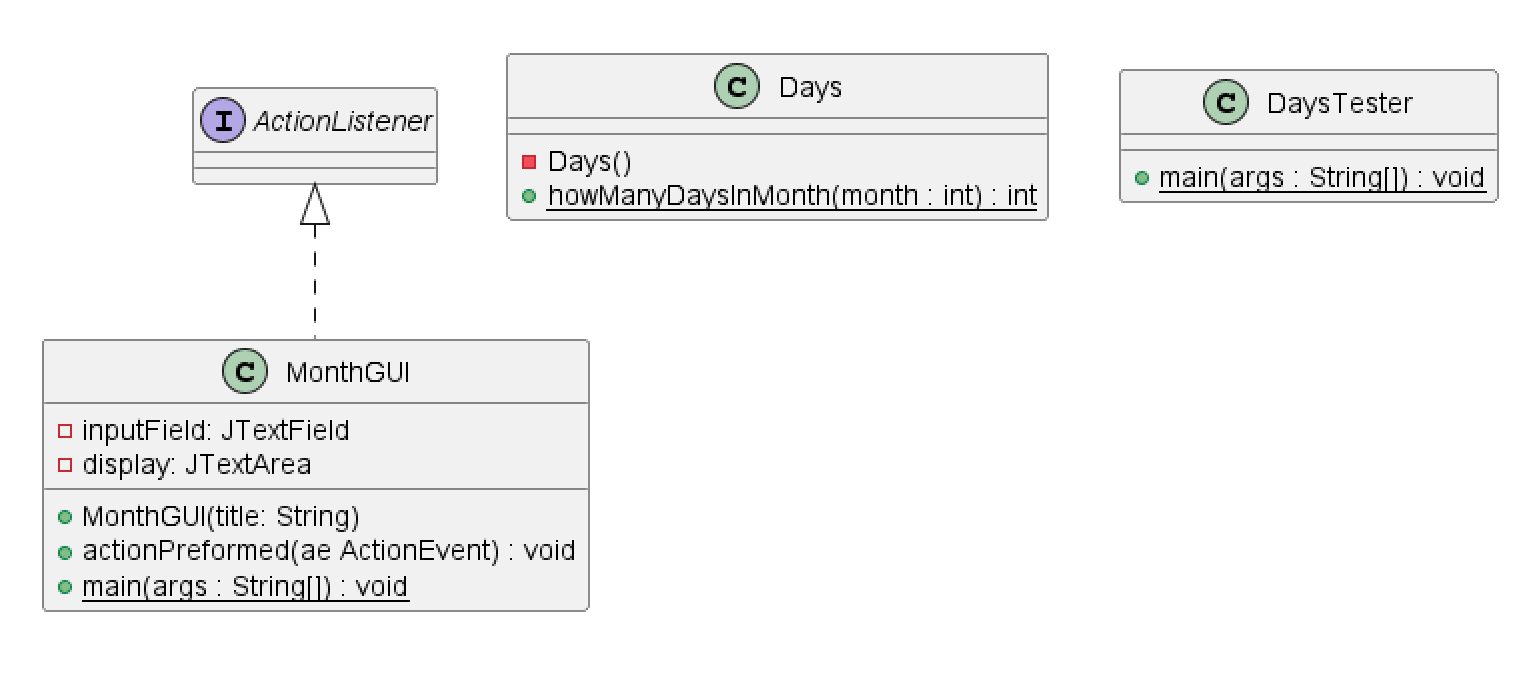 I ActionListener
C MonthGUI
inputField: JTextField
display: JTextArea
MonthGUI(title: String)
actionPreformed(ae ActionEvent) : void
main(args : String[]) : void
C Days
Days()
howManyDaysInMonth(month : int) : int
C DaysTester
main(args : String[]) : void